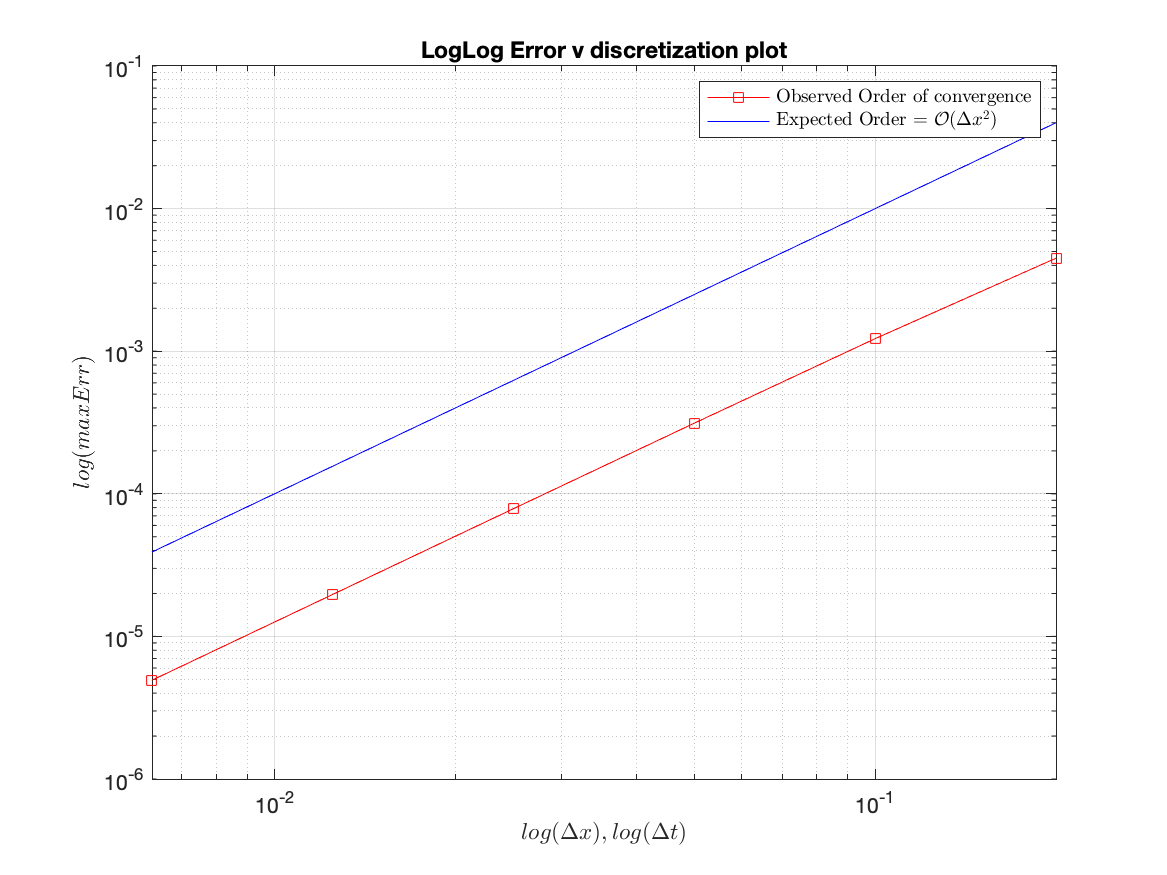 LogLog Error v discretization plot
10^-1
10^-2
10^-3
10^-4
10^-5
10^-6
log(maxErr)
Observed Order of convergence
Expected Order = 𝒪(Δx²)
10^-2
10^-1
log(Δx), log(Δt)